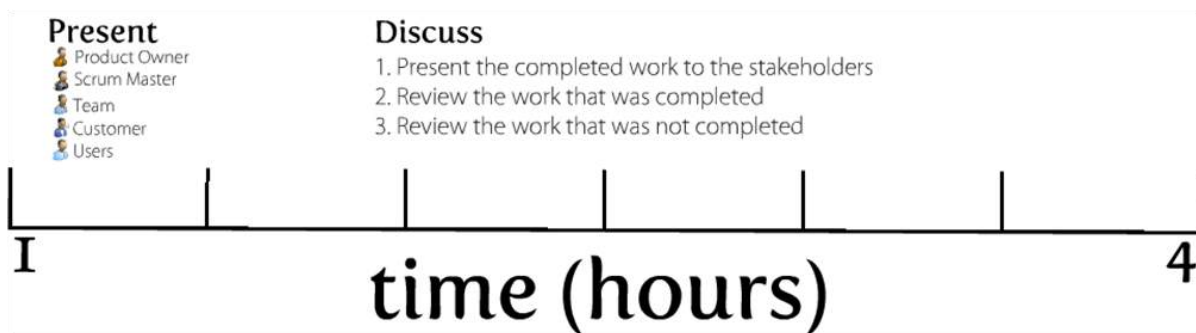 Present
Product Owner
Scrum Master
Team
Customer
Users
Discuss
1. Present the completed work to the stakeholders
2. Review the work that was completed
3. Review the work that was not completed
1 4
time (hours)